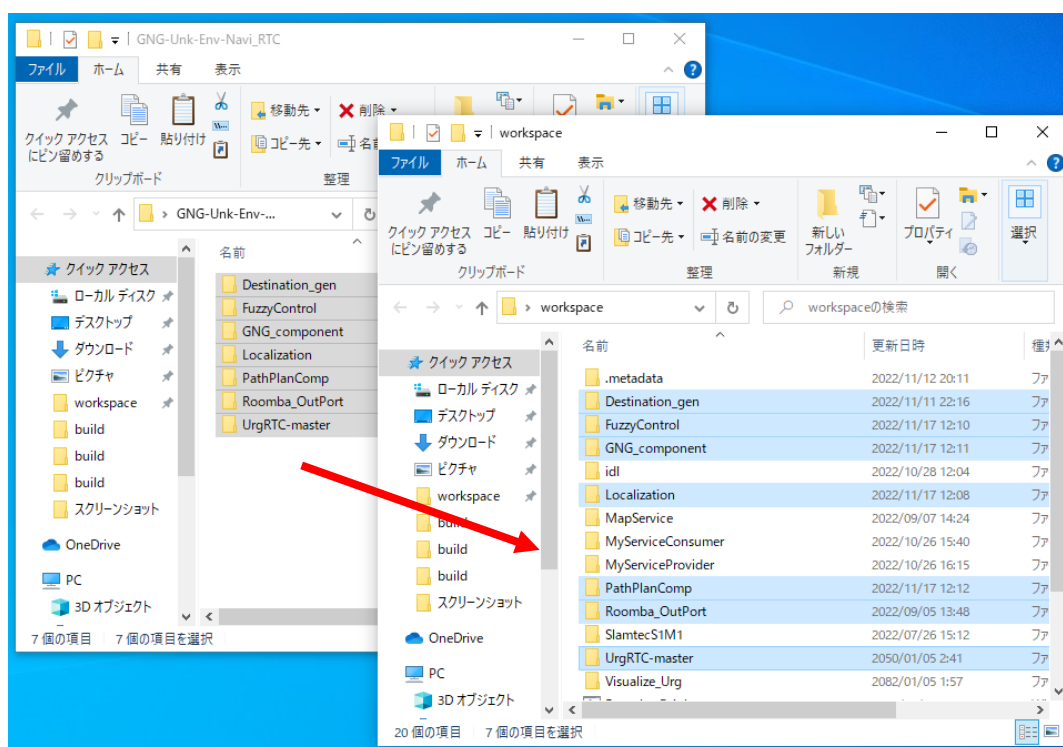 GNG-Unk-Env-Navi_RTC
ファイル ホーム 共有 表示
クイック アクセス
にピン留めする
コピー
貼り付け
移動先
コピー先
削除
クリップボード
整理
GNG-Unk-Env-...
名前
クイック アクセス
ローカル ディスク
デスクトップ
ダウンロード
ピクチャ
workspace
build
build
build
スクリーンショット
OneDrive
PC
3D オブジェクト
Destination_gen
FuzzyControl
GNG_component
Localization
PathPlanComp
Roomba_OutPort
UrgRTC-master
7 個の項目 7 個の項目を選択
workspace
ファイル ホーム 共有 表示
クイック アクセス
にピン留めする
コピー
貼り付け
移動先
コピー先
削除
名前の変更
新しい
フォルダー
プロパティ
選択
クリップボード
整理
新規
開く
workspace
workspaceの検索
クイック アクセス
ローカル ディスク
デスクトップ
ダウンロード
ピクチャ
workspace
build
build
build
スクリーンショット
OneDrive
PC
3D オブジェクト
名前 更新日時
.metadata 2022/11/12 20:11
Destination_gen 2022/11/11 22:16
FuzzyControl 2022/11/17 12:10
GNG_component 2022/11/17 12:11
idl 2022/10/28 12:04
Localization 2022/11/17 12:08
MapService 2022/09/07 14:24
MyServiceConsumer 2022/10/26 15:40
MyServiceProvider 2022/10/26 16:15
PathPlanComp 2022/11/17 12:12
Roomba_OutPort 2022/09/05 13:48
SlamtecS1M1 2022/07/26 15:12
UrgRTC-master 2050/01/05 2:41
Visualize_Urg 2082/01/05 1:57
20 個の項目 7 個の項目を選択